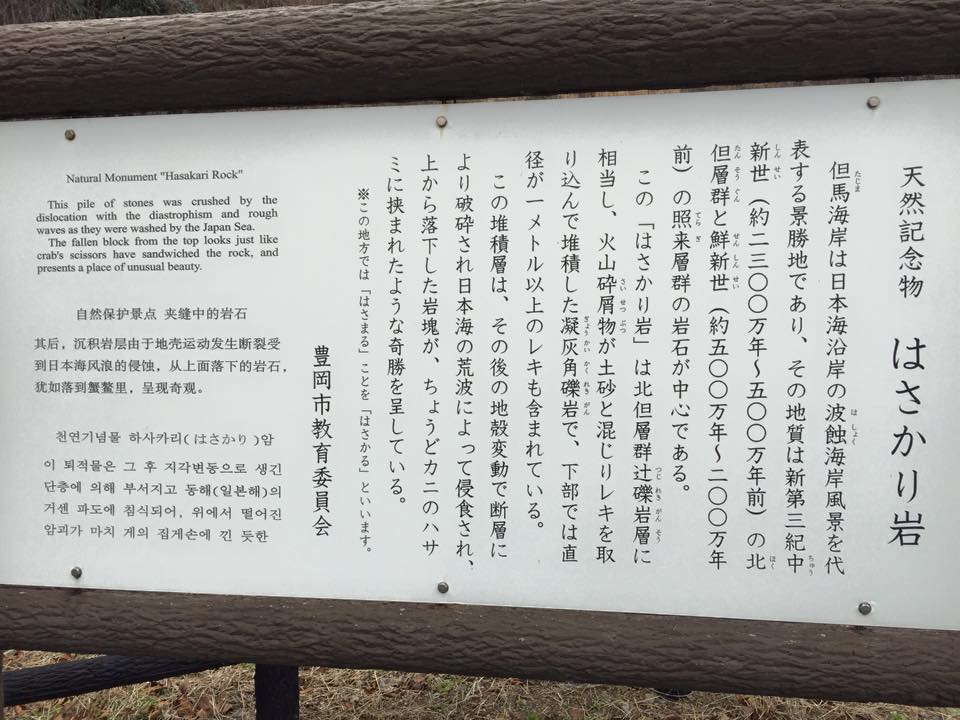 天然記念物 はさかり岩
但馬海岸は日本海沿岸の波蝕海岸風景を代
表する景勝地であり、その地質は新第三紀中
新世（約二三〇〇万年～五〇〇万年前）の北
但層群と鮮新世（約五〇〇万年～二〇〇万年
前）の照来層群の岩石が中心である。
この「はさかり岩」は北但層群辻礫岩層に
相当し、火山砕屑物が土砂と混じりレキを取
り込んで堆積した凝灰角礫岩で、下部では直
径が一メートル以上のレキも含まれている。
この堆積層は、その後の地殻変動で断層に
より破砕され日本海の荒波によって侵食され、
上から落下した岩塊が、ちょうどカニのハサ
ミに挟まれたような奇勝を呈している。
※この地方では「はさまる」ことを「はさかる」といいます。
豊岡市教育委員会
Natural Monument "Hasakari Rock"
This pile of stones was crushed by the
dislocation with the diastrophism and rough
waves as they were washed by the Japan Sea.
The fallen block from the top looks just like
crab's scissors have sandwiched the rock, and
presents a place of unusual beauty.
自然保护景点 夹缝中的岩石
其后，沉积岩层由于地壳运动发生断裂受
到日本海风浪的侵蚀，从上面落下的岩石，
犹如落到蟹鳌里，呈现奇观。
천연기념물 하사카리(はさかり)암
이 퇴적물은 그 후 지각변동으로 생긴
단층에 의해 부서지고 동해(일본해)의
거센 파도에 침식되어, 위에서 떨어진
암괴가 마치 게의 집게손에 낀 듯한